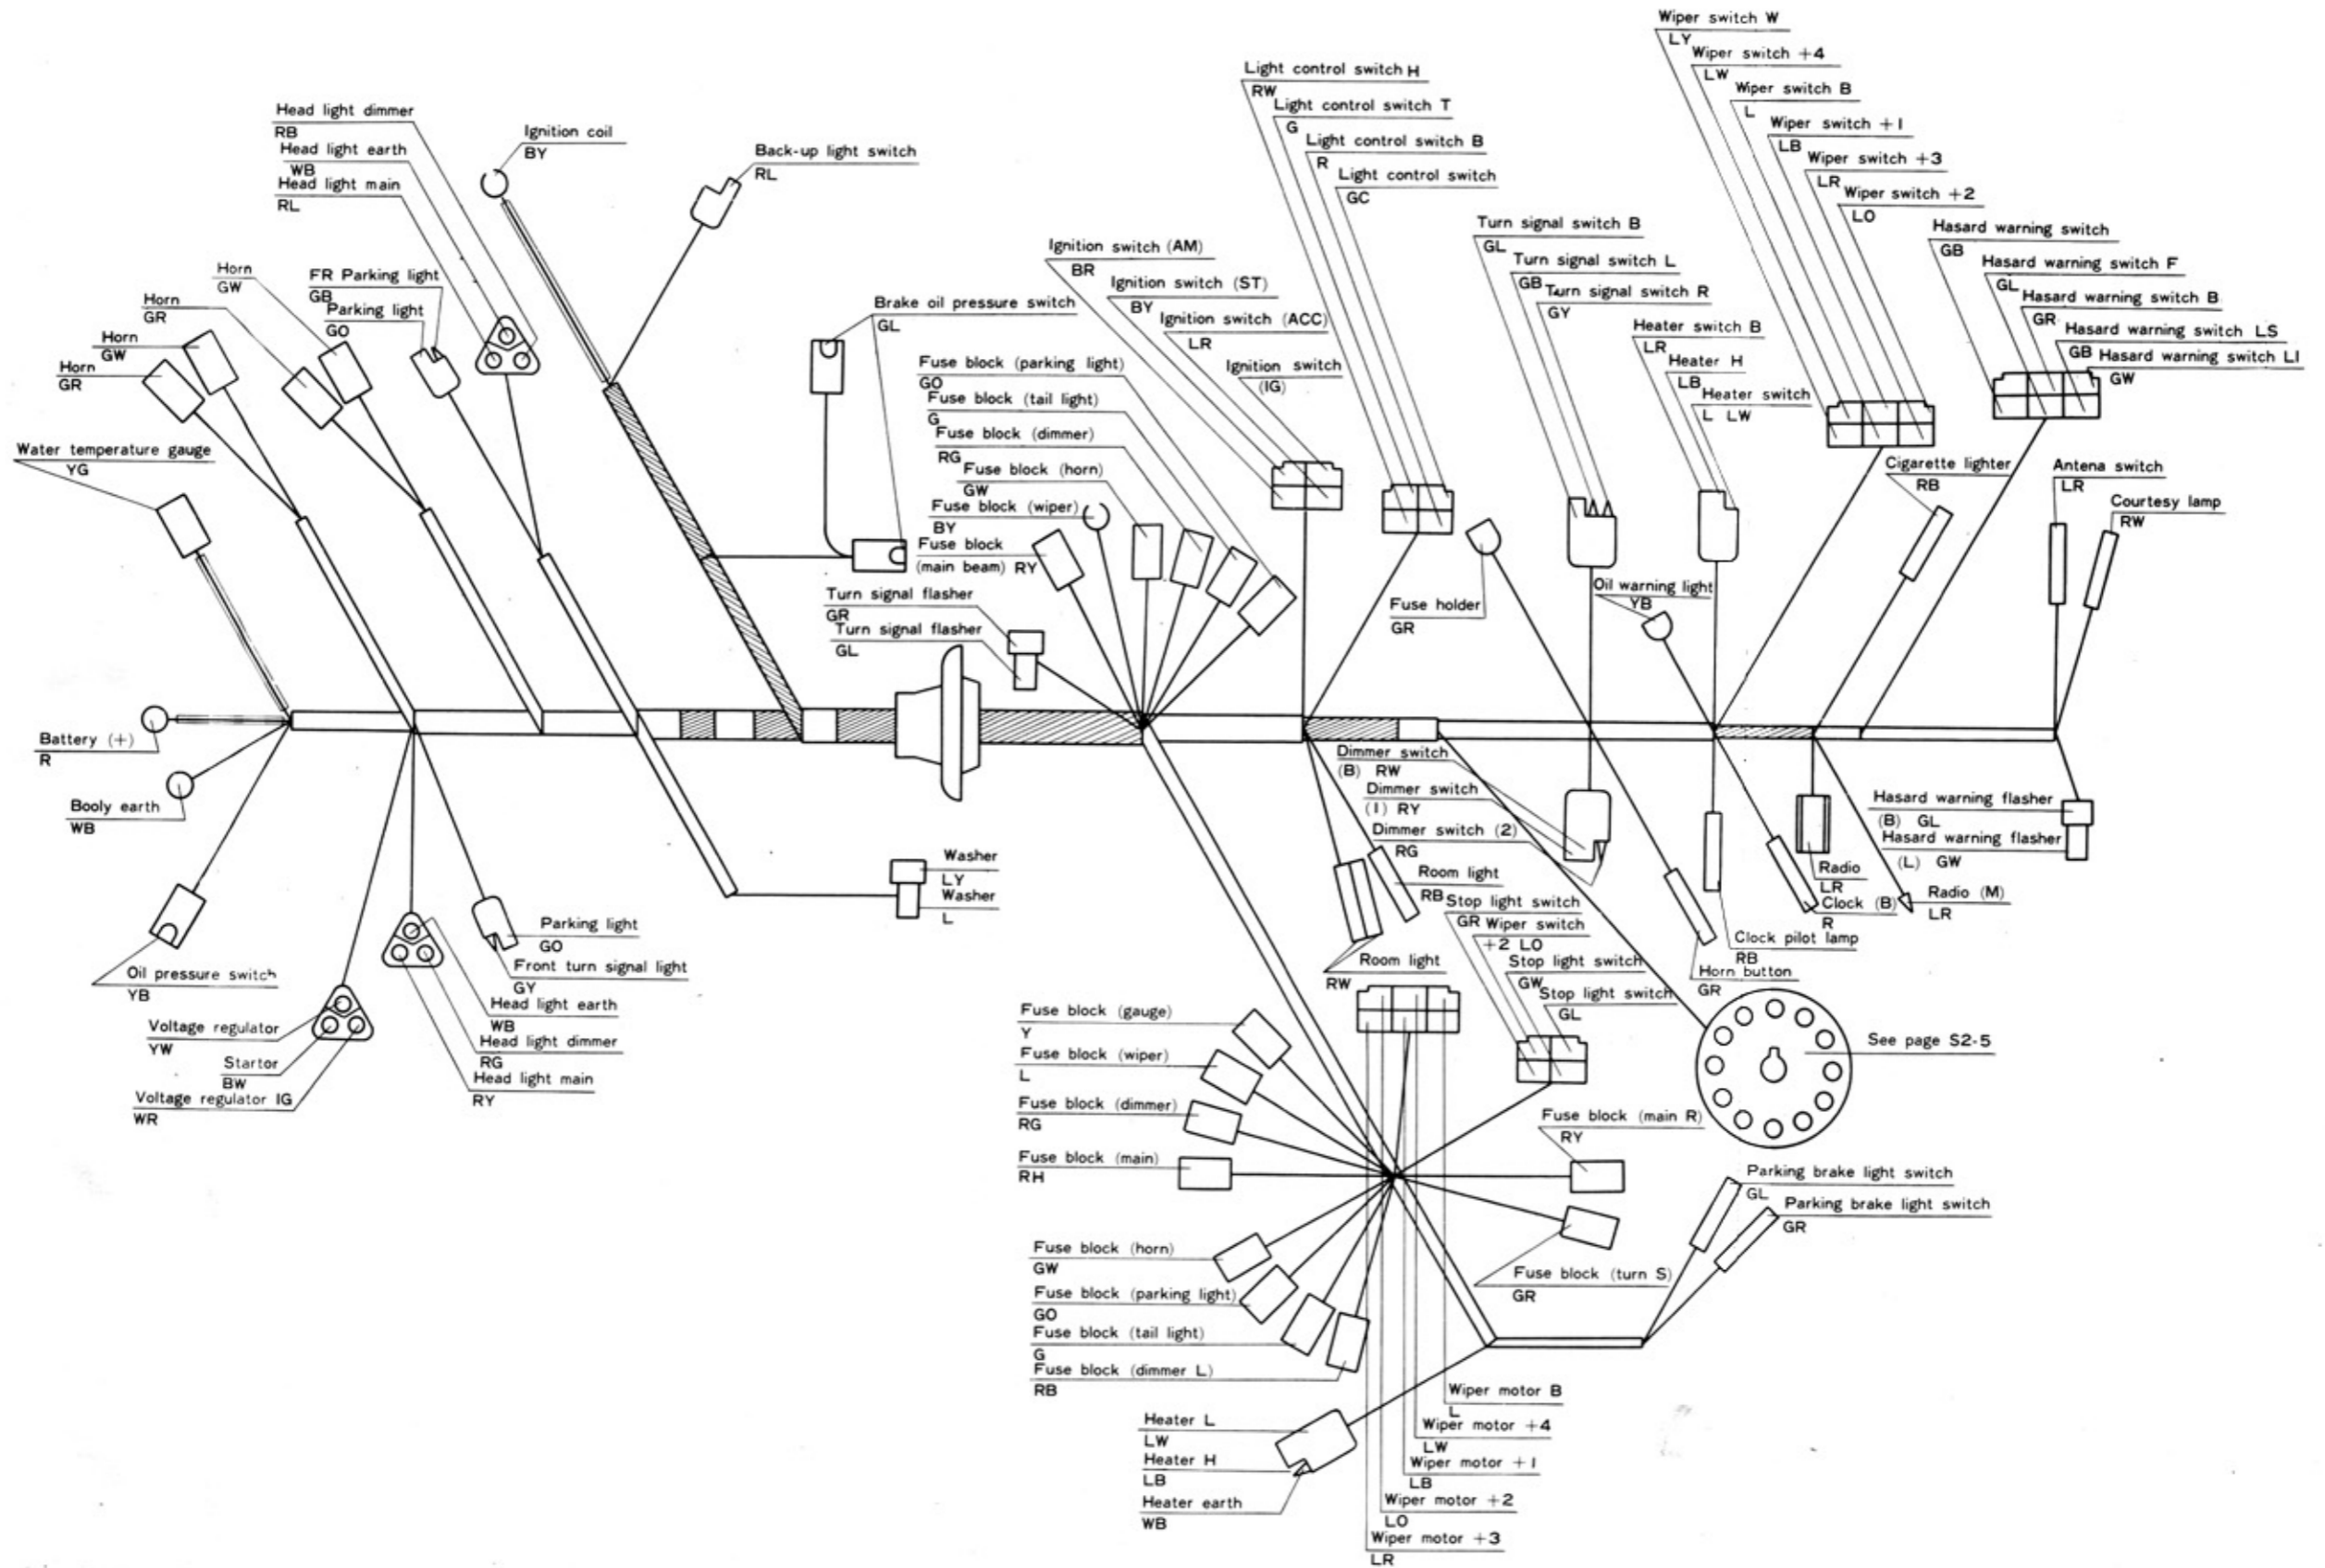 Wiper switch W
LY
Wiper switch +4
LW
Wiper switch B
L
Wiper switch +1
LB
Wiper switch +3
LR
Wiper switch +2
LO
Light control switch H
RW
Light control switch T
G
Light control switch B
R
Light control switch
GC
Head light dimmer
RB
Head light earth
WB
Head light main
RL
Ignition coil
BY
Back-up light switch
RL
Turn signal switch B
GL
Turn signal switch L
GB
Turn signal switch R
GY
Hasard warning switch
GB
Hasard warning switch F
GL
Hasard warning switch B
GR
Hasard warning switch LS
GB
Hasard warning switch LI
GW
Ignition switch (AM)
BR
Ignition switch (ST)
BY
Ignition switch (ACC)
LR
Ignition switch
(IG)
Horn
GW
FR Parking light
GB
Parking light
GO
Horn
GR
Horn
GW
Horn
GR
Brake oil pressure switch
GL
Heater switch B
LR
Heater H
LB
Heater switch
L LW
Fuse block (parking light)
GO
Fuse block (tail light)
G
Fuse block (dimmer)
RG
Fuse block (horn)
GW
Fuse block (wiper)
BY
Fuse block
(main beam) RY
Water temperature gauge
YG
Cigarette lighter
RB
Antena switch
LR
Courtesy lamp
RW
Turn signal flasher
GR
Turn signal flasher
GL
Fuse holder
GR
Oil warning light
YB
Battery (+)
R
Booly earth
WB
Dimmer switch
(B) RW
Dimmer switch
(1) RY
Dimmer switch (2)
RG
Hasard warning flasher
(B) GL
Hasard warning flasher
(L) GW
Washer
LY
Washer
L
Room light
RB
Radio
LR
Clock (B)
R
Radio (M)
LR
Stop light switch
GR
Wiper switch
+2 LO
Stop light switch
GW
Stop light switch
GL
Clock pilot lamp
RB
Horn button
GR
Room light
RW
Parking light
GO
Front turn signal light
GY
Head light earth
WB
Head light dimmer
RG
Head light main
RY
Oil pressure switch
YB
Voltage regulator
YW
Startor
BW
Voltage regulator IG
WR
Fuse block (gauge)
Y
Fuse block (wiper)
L
Fuse block (dimmer)
RG
Fuse block (main)
RH
See page S2-5
Fuse block (main R)
RY
Parking brake light switch
GL
Parking brake light switch
GR
Fuse block (horn)
GW
Fuse block (turn S)
GR
Fuse block (parking light)
GO
Fuse block (tail light)
G
Fuse block (dimmer L)
RB
Wiper motor B
L
Wiper motor +4
LW
Wiper motor +1
LB
Wiper motor +2
LO
Wiper motor +3
LR
Heater L
LW
Heater H
LB
Heater earth
WB